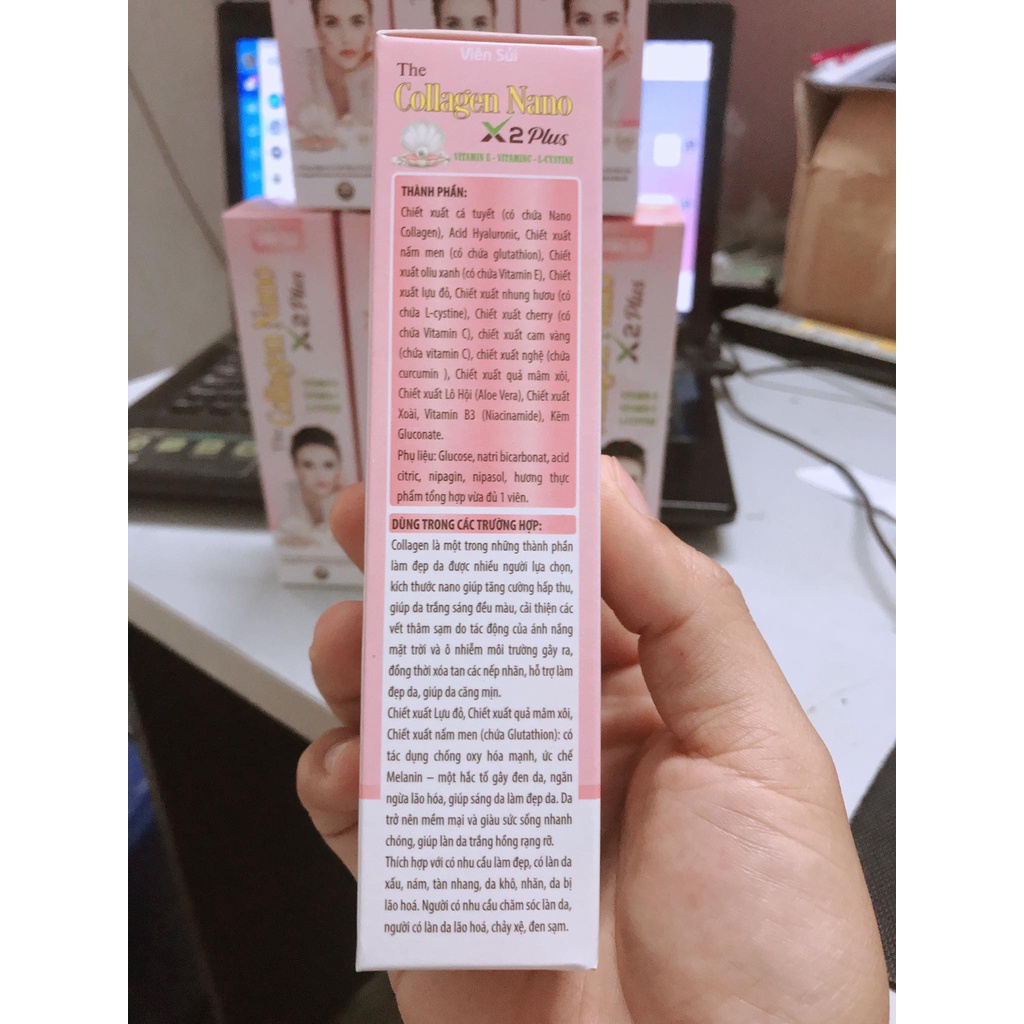 Viên Sủi
The
Collagen Nano
X2 Plus
VITAMIN E - VITAMINC - L-CYSTINE
THÀNH PHẦN:
Chiết xuất cá tuyết (có chứa Nano
Collagen), Acid Hyaluronic, Chiết xuất
nấm men (có chứa glutathion), Chiết
xuất oliu xanh (có chứa Vitamin E), Chiết
xuất lựu đỏ, Chiết xuất nhung hươu (có
chứa L-cystine), Chiết xuất cherry (có
chứa Vitamin C), chiết xuất cam vàng
(chứa vitamin C), chiết xuất nghệ (chứa
curcumin ), Chiết xuất quả mâm xôi,
Chiết xuất Lô Hội (Aloe Vera), Chiết xuất
Xoài, Vitamin B3 (Niacinamide), Kẽm
Gluconate.
Phụ liệu: Glucose, natri bicarbonat, acid
citric, nipagin, nipasol, hương thực
phẩm tổng hợp vừa đủ 1 viên.
DÙNG TRONG CÁC TRƯỜNG HỢP:
Collagen là một trong những thành phần
làm đẹp da được nhiều người lựa chọn,
kích thước nano giúp tăng cường hấp thu,
giúp da trắng sáng đều màu, cải thiện các
vết thâm sạm do tác động của ánh nắng
mặt trời và ô nhiễm môi trường gây ra,
đồng thời xóa tan các nếp nhăn, hỗ trợ làm
đẹp da, giúp da căng mịn.
Chiết xuất Lựu đỏ, Chiết xuất quả mâm xôi,
Chiết xuất nấm men (chứa Glutathion): có
tác dụng chống oxy hóa mạnh, ức chế
Melanin – một hắc tố gây đen da, ngăn
ngừa lão hóa, giúp sáng da làm đẹp da. Da
trở nên mềm mại và giàu sức sống nhanh
chóng, giúp làn da trắng hồng rạng rỡ.
Thích hợp với có nhu cầu làm đẹp, có làn da
xấu, nám, tàn nhang, da khô, nhăn, da bị
lão hoá. Người có nhu cầu chăm sóc làn da,
người có làn da lão hoá, chảy xệ, đen sạm.
The Collagen Nano
X2 Plus
X2 Plus